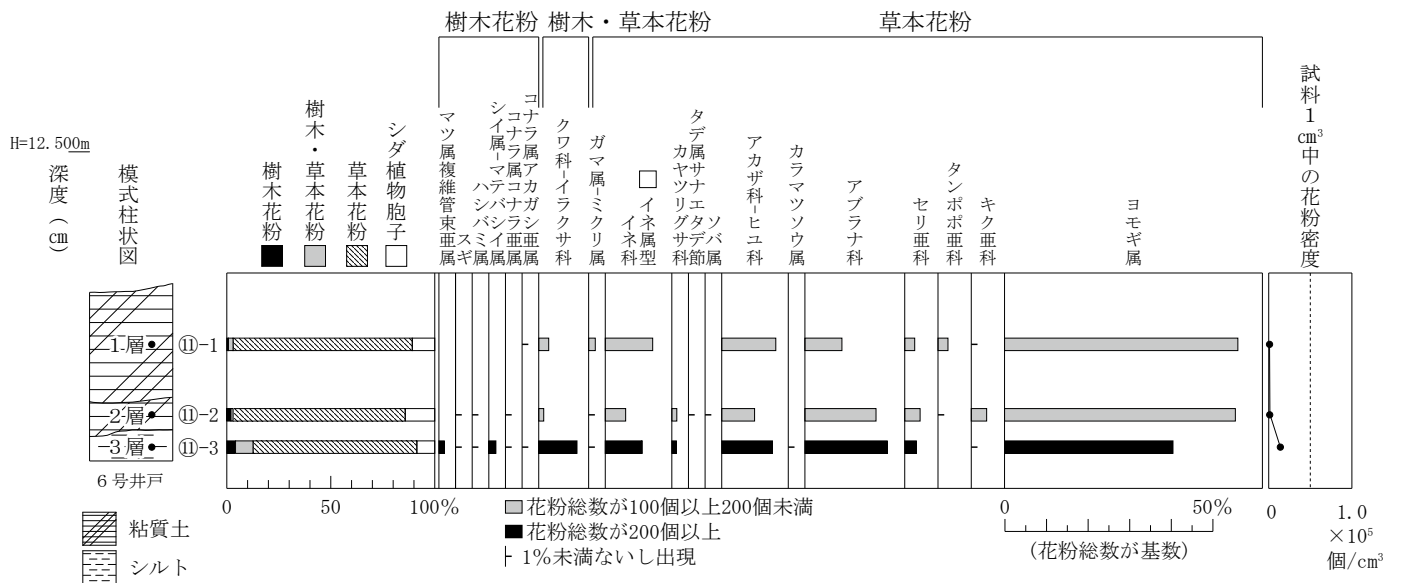 樹木花粉
樹木・草本花粉
草本花粉
H=12.500m
深度(㎝)
模式柱状図
樹木花粉
樹木・草本花粉
草本花粉
シダ植物胞子
マツ属複維管束亜属
スギ
ハシバミ属
シイ属-マテバシイ属
コナラ属コナラ亜属
コナラ属アカガシ亜属
クワ科-イラクサ科
ガマ属-ミクリ属
イネ科
イネ属型
カヤツリグサ科
タデ属サナエタデ節
ソバ属
アカザ科-ヒユ科
カラマツソウ属
アブラナ科
セリ亜科
タンポポ亜科
キク亜科
ヨモギ属
試料1㎝³中の花粉密度
1層
⑪-1
2層
⑪-2
3層
⑪-3
6号井戸
粘質土
シルト
0 50 100%
花粉総数が100個以上200個未満
花粉総数が200個以上
1%未満ないし出現
0 50%
(花粉総数が基数)
0 1.0
×10⁵
個/㎝³